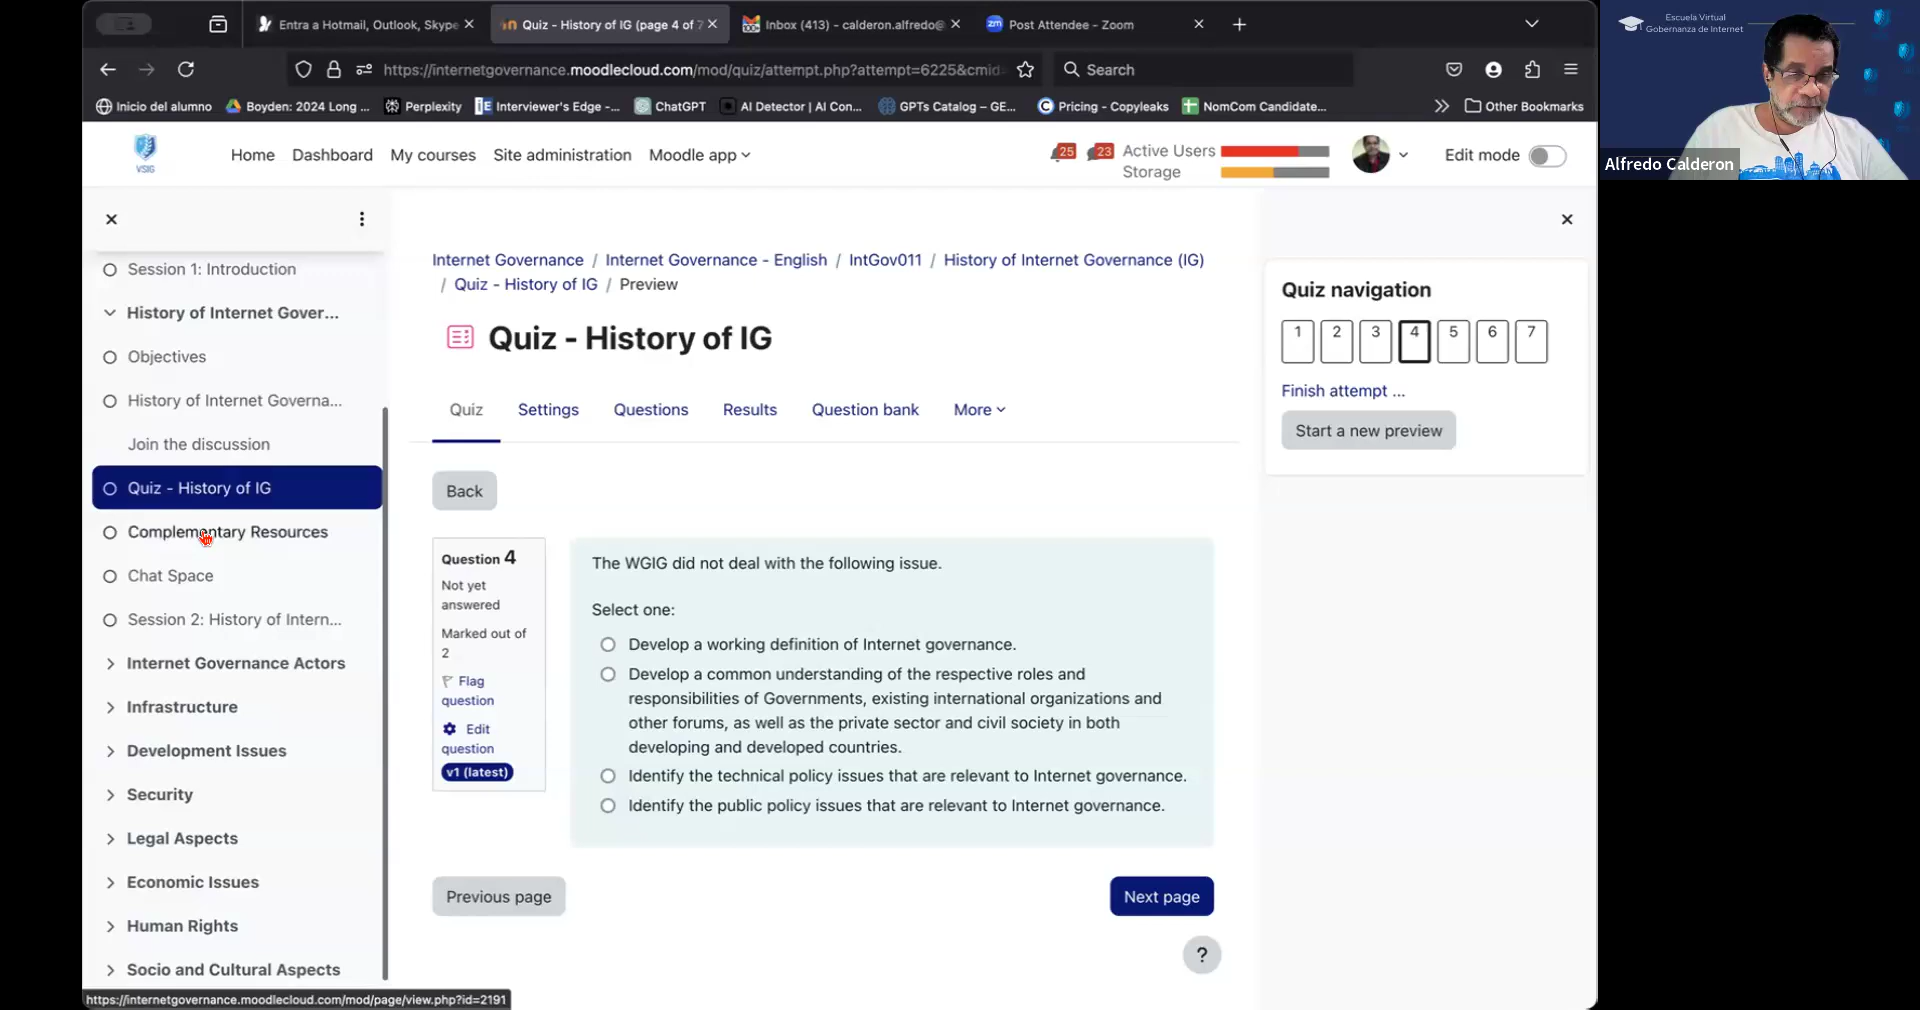 Entra a Hotmail, Outlook, Skype
Quiz - History of IG (page 4 of 7
Inbox (413) - calderon.alfredo@
zm Post Attendee - Zoom
https://internetgovernance.moodlecloud.com/mod/quiz/attempt.php?attempt=6225&cmid=
Search
Inicio del alumno
Boyden: 2024 Long ...
Perplexity
Interviewer's Edge -...
ChatGPT
AI Detector | AI Con...
GPTs Catalog – GE...
Pricing - Copyleaks
NomCom Candidate...
Other Bookmarks
VSIG
Home
Dashboard
My courses
Site administration
Moodle app
25
23
Active Users
Storage
Edit mode
Session 1: Introduction
History of Internet Gover...
Objectives
History of Internet Governa...
Join the discussion
Quiz - History of IG
Complementary Resources
Chat Space
Session 2: History of Intern...
Internet Governance Actors
Infrastructure
Development Issues
Security
Legal Aspects
Economic Issues
Human Rights
Socio and Cultural Aspects
https://internetgovernance.moodlecloud.com/mod/page/view.php?id=2191
Internet Governance / Internet Governance - English / IntGov011 / History of Internet Governance (IG)
/ Quiz - History of IG / Preview
Quiz - History of IG
Quiz
Settings
Questions
Results
Question bank
More
Back
Question 4
Not yet
answered
Marked out of
2
Flag
question
Edit
question
v1 (latest)
The WGIG did not deal with the following issue.
Select one:
Develop a working definition of Internet governance.
Develop a common understanding of the respective roles and
responsibilities of Governments, existing international organizations and
other forums, as well as the private sector and civil society in both
developing and developed countries.
Identify the technical policy issues that are relevant to Internet governance.
Identify the public policy issues that are relevant to Internet governance.
Previous page
Next page
?
Quiz navigation
1 2 3 4 5 6 7
Finish attempt ...
Start a new preview
Escuela Virtual
Gobernanza de Internet
Alfredo Calderon